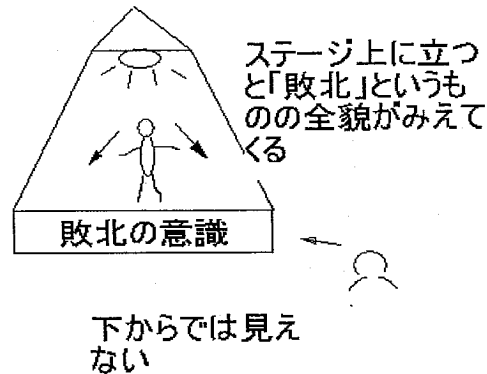 ステージ上に立つ
と「敗北」というも
のの全貌がみえて
くる
敗北の意識
下からでは見え
ない